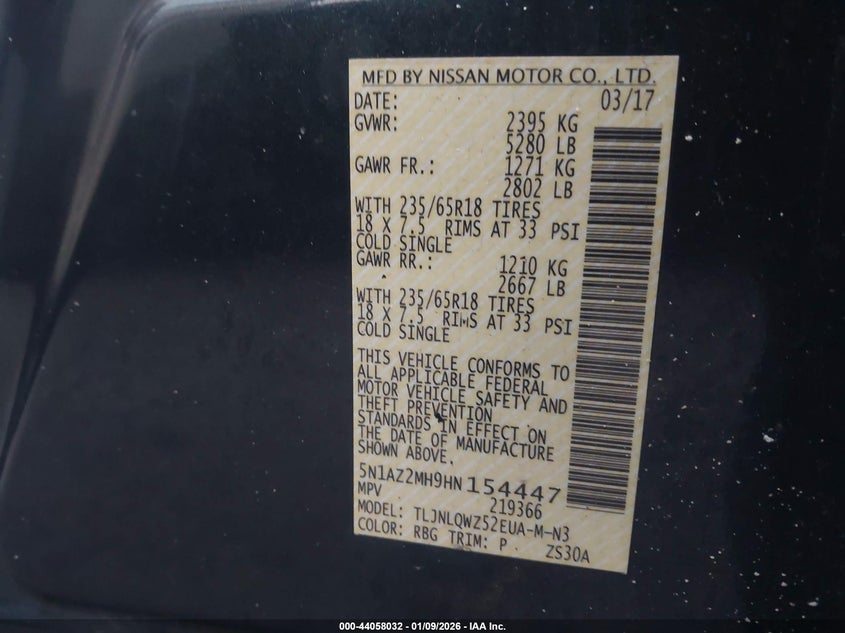 MFD BY NISSAN MOTOR CO., LTD.
DATE: 03/17
GVWR: 2395 KG
5280 LB
GAWR FR.: 1271 KG
2802 LB
WITH 235/65R18 TIRES
18 X 7.5 RIMS AT 33 PSI
COLD SINGLE
GAWR RR.: 1210 KG
2667 LB
WITH 235/65R18 TIRES
18 X 7.5 RIMS AT 33 PSI
COLD SINGLE
THIS VEHICLE CONFORMS TO
ALL APPLICABLE FEDERAL
MOTOR VEHICLE SAFETY AND
THEFT PREVENTION
STANDARDS IN EFFECT ON
THE DATE OF MANUFACTURE
SHOWN ABOVE.
5N1AZ2MH9HN154447
MPV 219366
MODEL: TLJNLQWZ52EUA-M-N3
COLOR: RBG TRIM: P ZS30A
000-44058032 - 01/09/2026 - IAA Inc.